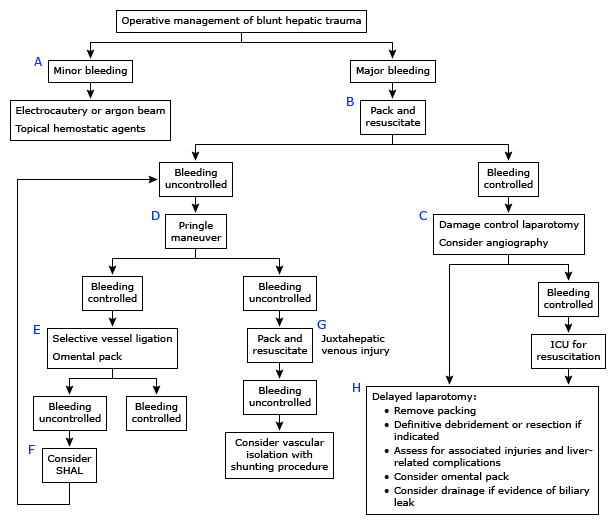 Operative management of blunt hepatic trauma
A
Minor bleeding
Major bleeding
Electrocautery or argon beam
Topical hemostatic agents
B
Pack and
resuscitate
Bleeding
uncontrolled
Bleeding
controlled
D
Pringle
maneuver
C
Damage control laparotomy
Consider angiography
Bleeding
controlled
Bleeding
uncontrolled
Bleeding
controlled
E
Selective vessel ligation
Omental pack
Pack and
resuscitate
G
Juxtahepatic
venous injury
ICU for
resuscitation
Bleeding
uncontrolled
Bleeding
controlled
Bleeding
uncontrolled
F
Consider
SHAL
Consider vascular
isolation with
shunting procedure
H
Delayed laparotomy:
• Remove packing
• Definitive debridement or resection if
indicated
• Assess for associated injuries and liver-
related complications
• Consider omental pack
• Consider drainage if evidence of biliary
leak